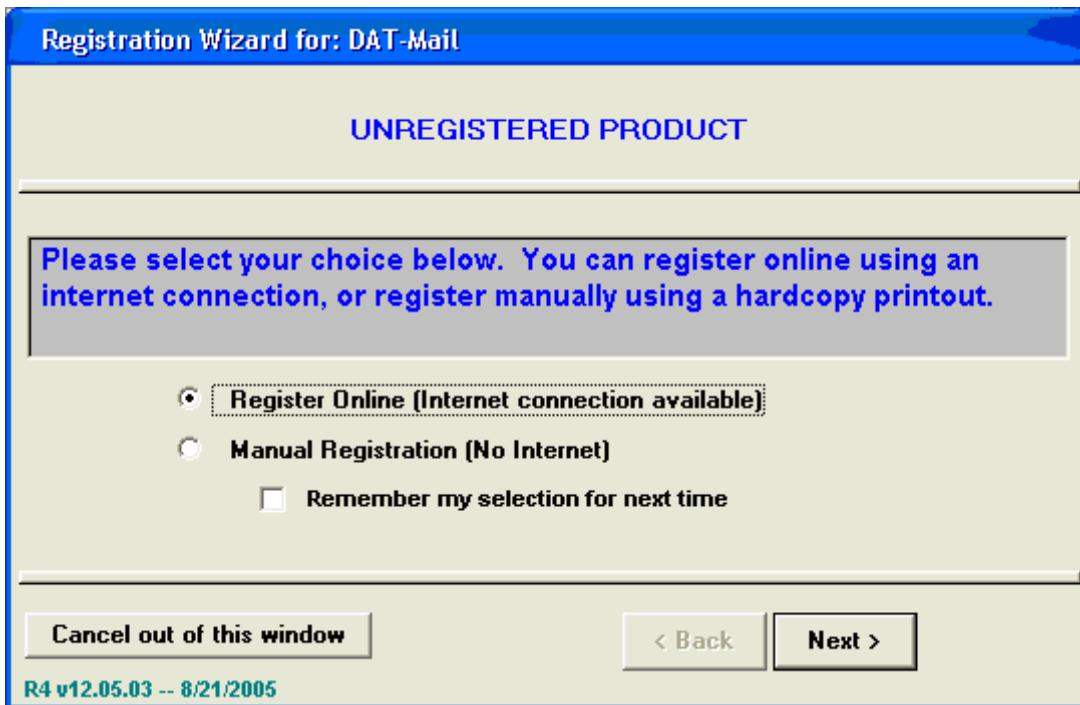 Registration Wizard for: DAT-Mail
UNREGISTERED PRODUCT
Please select your choice below.  You can register online using an
internet connection, or register manually using a hardcopy printout.
Register Online (Internet connection available)
Manual Registration (No Internet)
Remember my selection for next time
Cancel out of this window
< Back
Next >
R4 v12.05.03 -- 8/21/2005